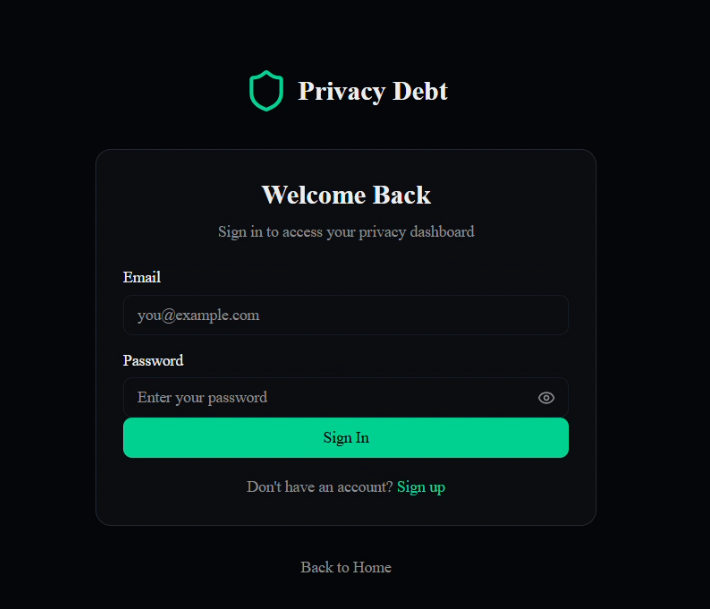 Privacy Debt
Welcome Back
Sign in to access your privacy dashboard
Email
you@example.com
Password
Enter your password
Sign In
Don't have an account? Sign up
Back to Home